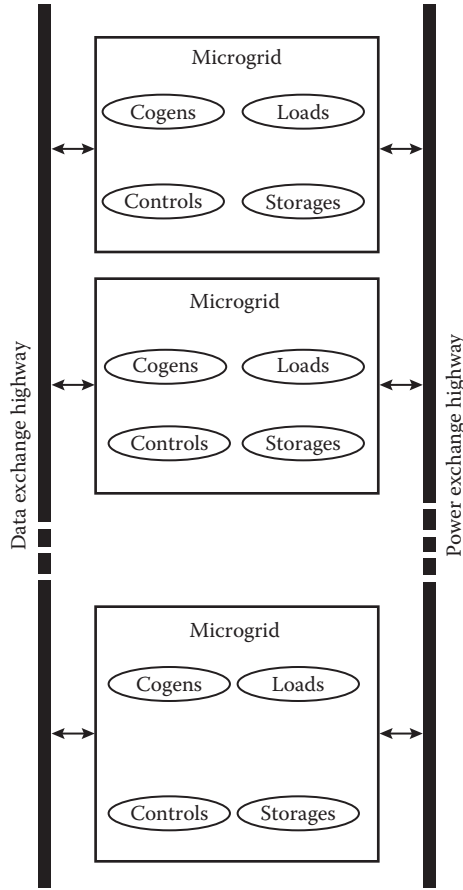 Microgrid
Cogens
Loads
Controls
Storages
Microgrid
Cogens
Loads
Controls
Storages
Data exchange highway
Power exchange highway
Microgrid
Cogens
Loads
Controls
Storages